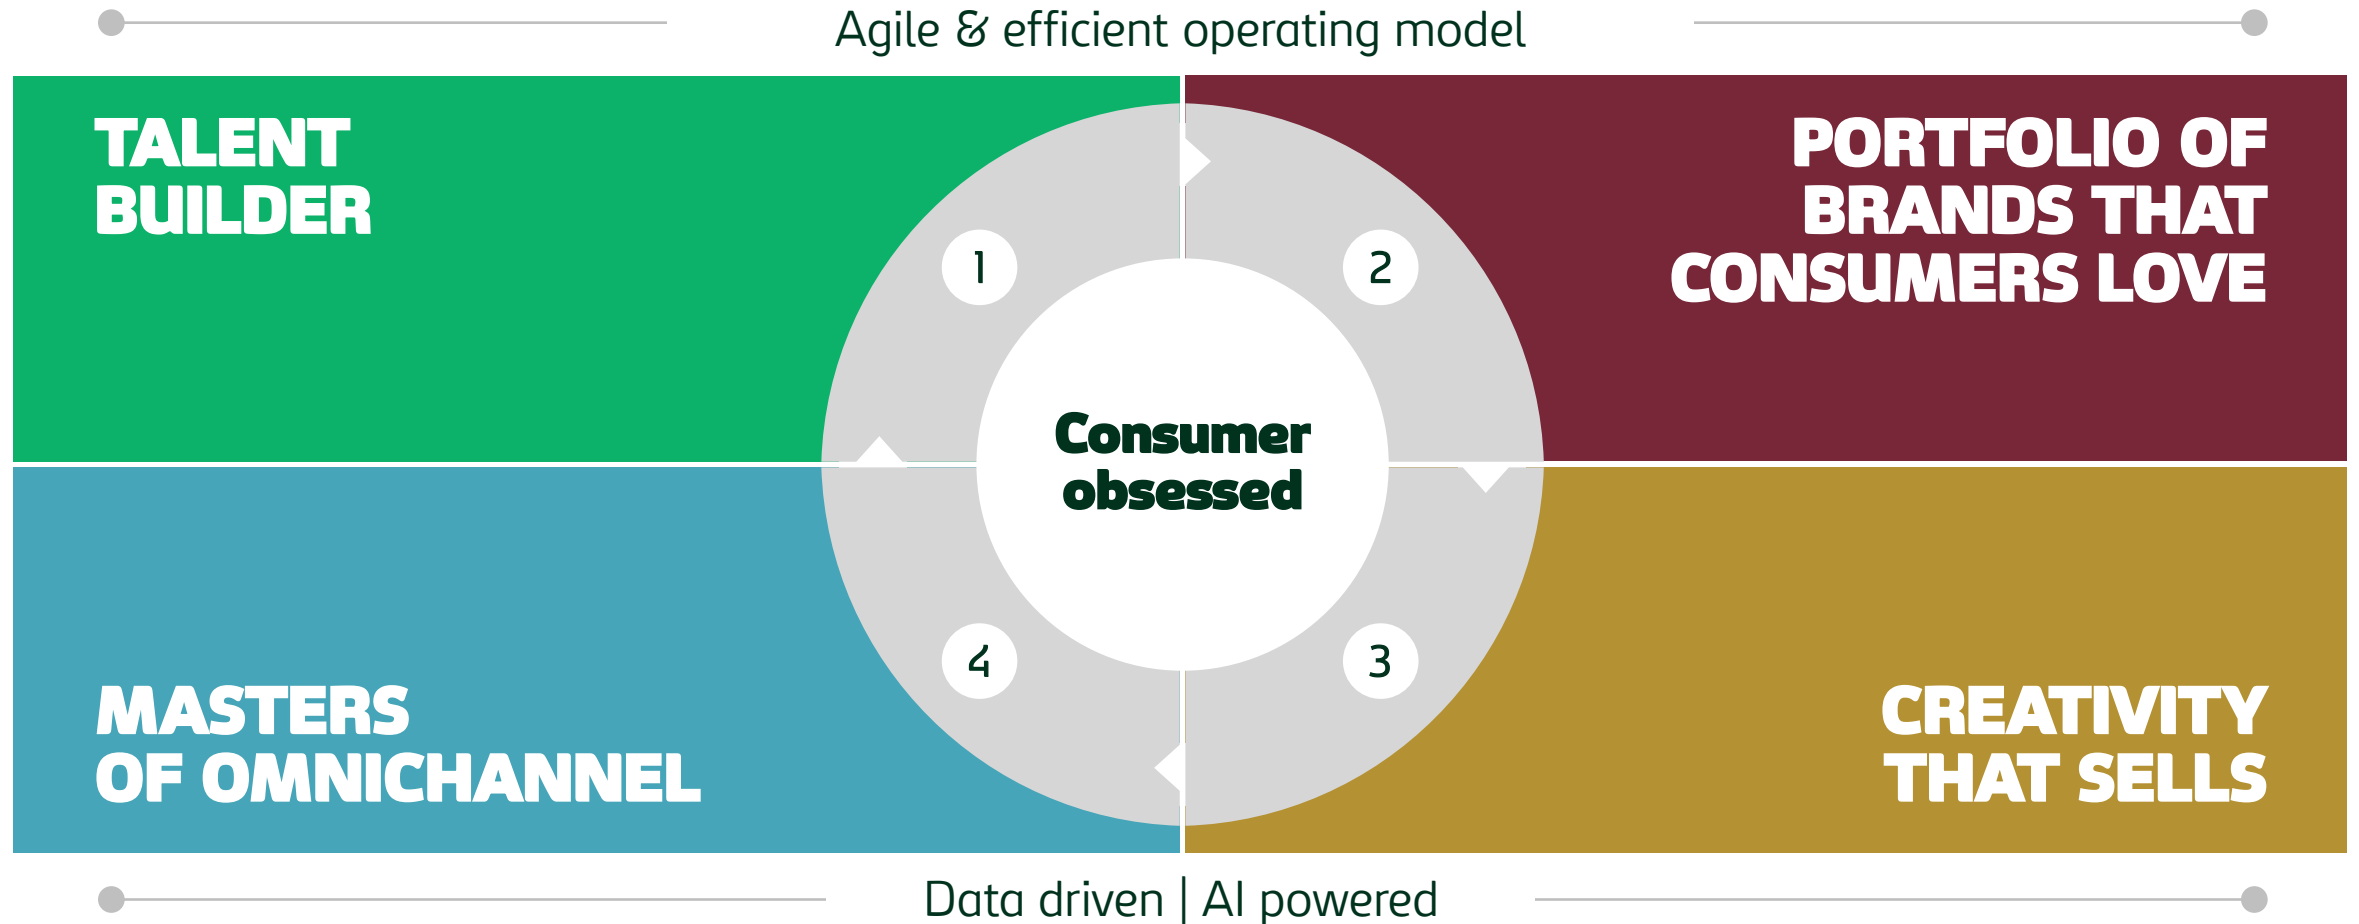 Agile & efficient operating model
TALENT
BUILDER
PORTFOLIO OF
BRANDS THAT
CONSUMERS LOVE
1
2
Consumer
obsessed
4
3
MASTERS
OF OMNICHANNEL
CREATIVITY
THAT SELLS
Data driven | AI powered